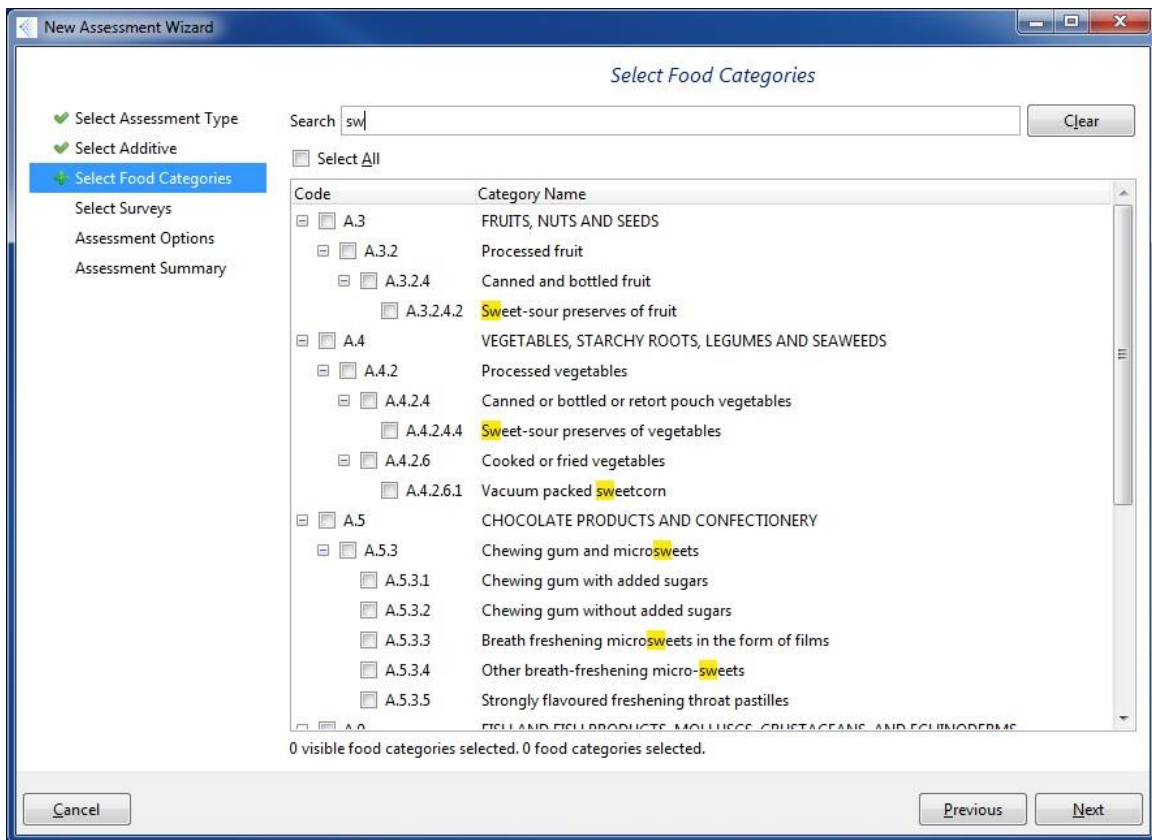 New Assessment Wizard
Select Food Categories
Select Assessment Type
Select Additive
Select Food Categories
Select Surveys
Assessment Options
Assessment Summary
Search sw Clear
Select All
Code Category Name
A.3 FRUITS, NUTS AND SEEDS
A.3.2 Processed fruit
A.3.2.4 Canned and bottled fruit
A.3.2.4.2 Sweet-sour preserves of fruit
A.4 VEGETABLES, STARCHY ROOTS, LEGUMES AND SEAWEEDS
A.4.2 Processed vegetables
A.4.2.4 Canned or bottled or retort pouch vegetables
A.4.2.4.4 Sweet-sour preserves of vegetables
A.4.2.6 Cooked or fried vegetables
A.4.2.6.1 Vacuum packed sweetcorn
A.5 CHOCOLATE PRODUCTS AND CONFECTIONERY
A.5.3 Chewing gum and microsweets
A.5.3.1 Chewing gum with added sugars
A.5.3.2 Chewing gum without added sugars
A.5.3.3 Breath freshening microsweets in the form of films
A.5.3.4 Other breath-freshening micro-sweets
A.5.3.5 Strongly flavoured freshening throat pastilles
FISH AND FISH PRODUCTS, MOLLUSCS, CRUSTACEANS, AND ECHINODERMS
0 visible food categories selected. 0 food categories selected.
Cancel Previous Next